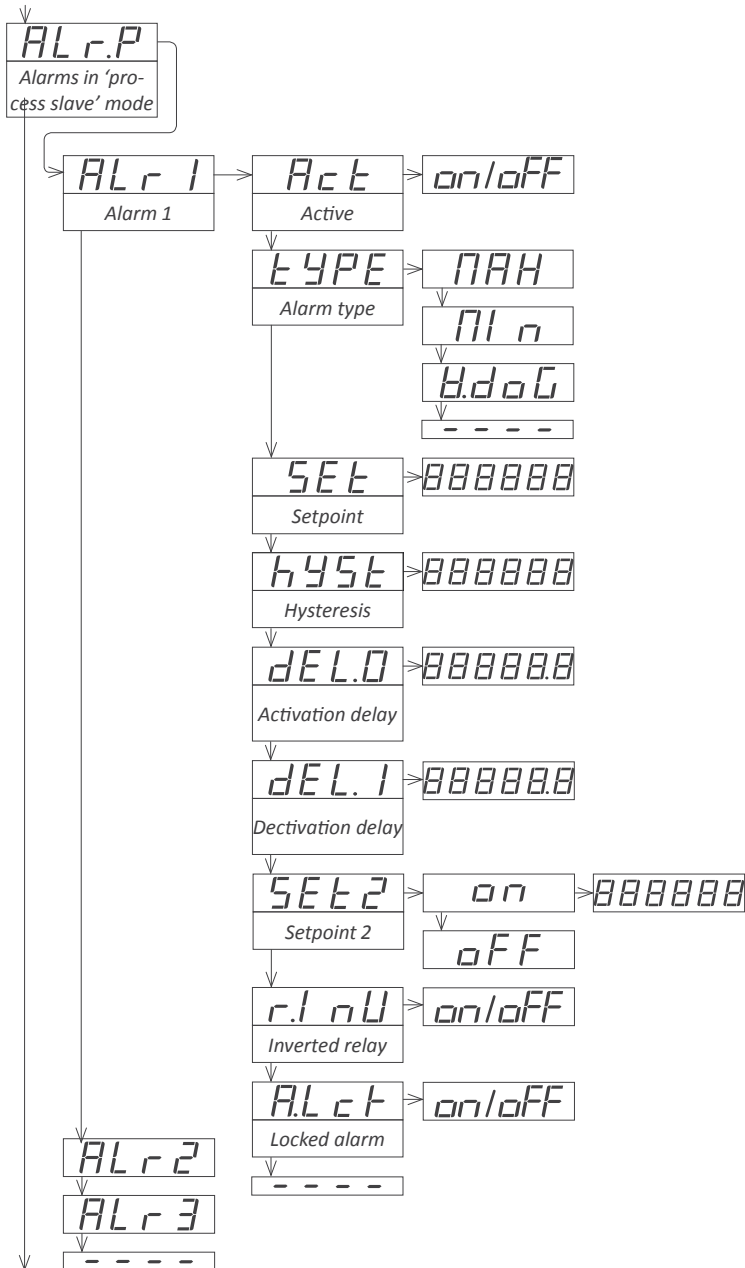 ALr.P
Alarms in ‘pro-
cess slave’ mode
ALr 1
Alarm 1
Act
Active
on/oFF
tYPE
Alarm type
MAH
MI n
W.doG
- - - -
SEt
Setpoint
888888
hYSt
Hysteresis
888888
dEL.0
Activation delay
88888.8
dEL. 1
Dectivation delay
88888.8
SEt2
Setpoint 2
on
888888
oFF
r.I nV
Inverted relay
on/oFF
A.Lck
Locked alarm
on/oFF
- - - -
ALr2
ALr3
- - - -